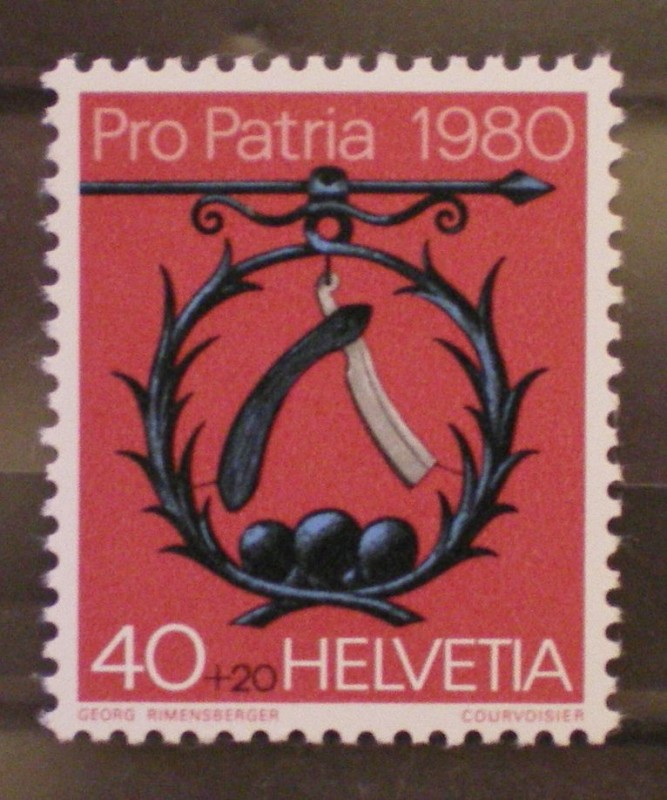 Pro Patria 1980
40+20 HELVETIA
GEORG RIMENSBERGER COURVOISIER